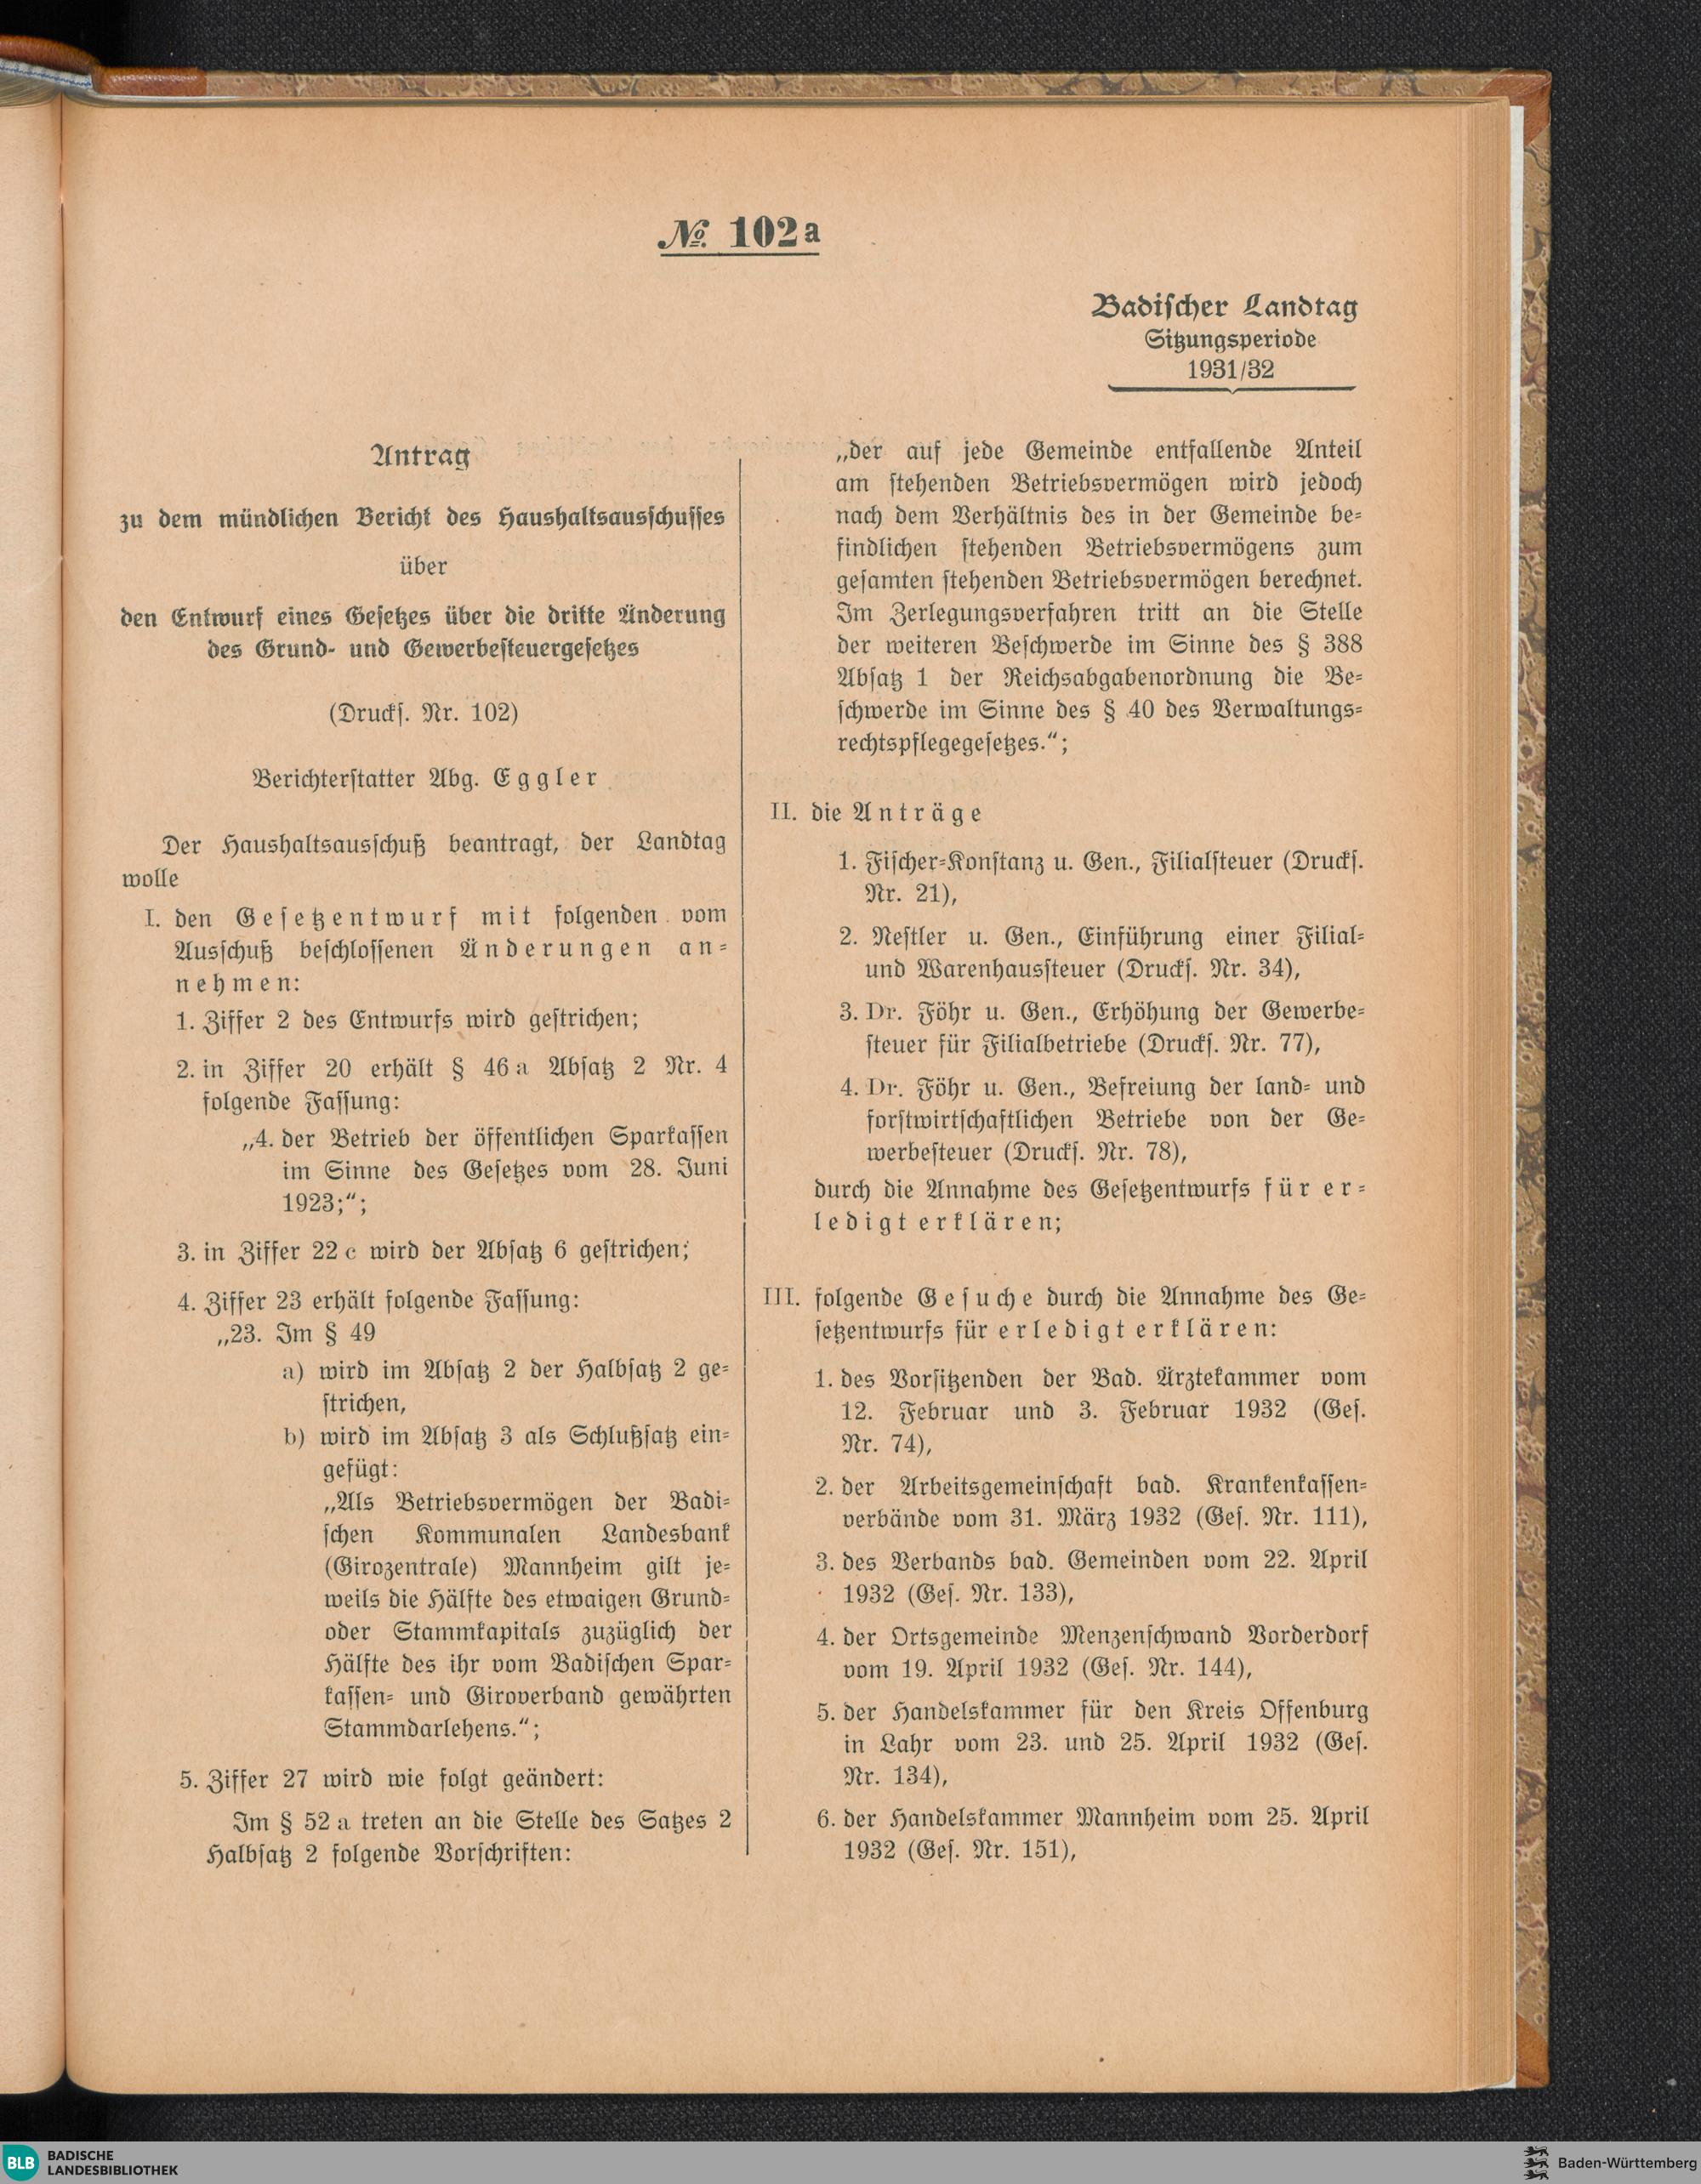 № 102a
Badischer Landtag
Sitzungsperiode
1931/32
Antrag
zu dem mündlichen Bericht des Haushaltsausschusses
über
den Entwurf eines Gesetzes über die dritte Änderung
des Grund- und Gewerbesteuergesetzes
(Drucks. Nr. 102)
Berichterstatter Abg. Eggler
Der Haushaltsausschuß beantragt, der Landtag
wolle
I. den Gesetzentwurf mit folgenden vom
Ausschuß beschlossenen Änderungen an-
nehmen:
1. Ziffer 2 des Entwurfs wird gestrichen;
2. in Ziffer 20 erhält § 46a Absatz 2 Nr. 4
folgende Fassung:
„4. der Betrieb der öffentlichen Sparkassen
im Sinne des Gesetzes vom 28. Juni
1923;“;
3. in Ziffer 22c wird der Absatz 6 gestrichen;
4. Ziffer 23 erhält folgende Fassung:
„23. Im § 49
a) wird im Absatz 2 der Halbsatz 2 ge-
strichen,
b) wird im Absatz 3 als Schlußsatz ein-
gefügt:
„Als Betriebsvermögen der Badi-
schen Kommunalen Landesbank
(Girozentrale) Mannheim gilt je-
weils die Hälfte des etwaigen Grund-
oder Stammkapitals zuzüglich der
Hälfte des ihr vom Badischen Spar-
kassen- und Giroverband gewährten
Stammdarlehens.“;
5. Ziffer 27 wird wie folgt geändert:
Im § 52a treten an die Stelle des Satzes 2
Halbsatz 2 folgende Vorschriften:
„der auf jede Gemeinde entfallende Anteil
am stehenden Betriebsvermögen wird jedoch
nach dem Verhältnis des in der Gemeinde be-
findlichen stehenden Betriebsvermögens zum
gesamten stehenden Betriebsvermögen berechnet.
Im Zerlegungsverfahren tritt an die Stelle
der weiteren Beschwerde im Sinne des § 388
Absatz 1 der Reichsabgabenordnung die Be-
schwerde im Sinne des § 40 des Verwaltungs-
rechtspflegegesetzes.“;
II. die Anträge
1. Fischer-Konstanz u. Gen., Filialsteuer (Drucks.
Nr. 21),
2. Nestler u. Gen., Einführung einer Filial-
und Warenhaussteuer (Drucks. Nr. 34),
3. Dr. Föhr u. Gen., Erhöhung der Gewerbe-
steuer für Filialbetriebe (Drucks. Nr. 77),
4. Dr. Föhr u. Gen., Befreiung der land- und
forstwirtschaftlichen Betriebe von der Ge-
werbesteuer (Drucks. Nr. 78),
durch die Annahme des Gesetzentwurfs für er-
ledigt erklären;
III. folgende Gesuche durch die Annahme des Ge-
setzentwurfs für erledigt erklären:
1. des Vorsitzenden der Bad. Ärztekammer vom
12. Februar und 3. Februar 1932 (Ges.
Nr. 74),
2. der Arbeitsgemeinschaft bad. Krankenkassen-
verbände vom 31. März 1932 (Ges. Nr. 111),
3. des Verbands bad. Gemeinden vom 22. April
1932 (Ges. Nr. 133),
4. der Ortsgemeinde Menzenschwand Vorderdorf
vom 19. April 1932 (Ges. Nr. 144),
5. der Handelskammer für den Kreis Offenburg
in Lahr vom 23. und 25. April 1932 (Ges.
Nr. 134),
6. der Handelskammer Mannheim vom 25. April
1932 (Ges. Nr. 151),
BLB
BADISCHE
LANDESBIBLIOTHEK
Baden-Württemberg